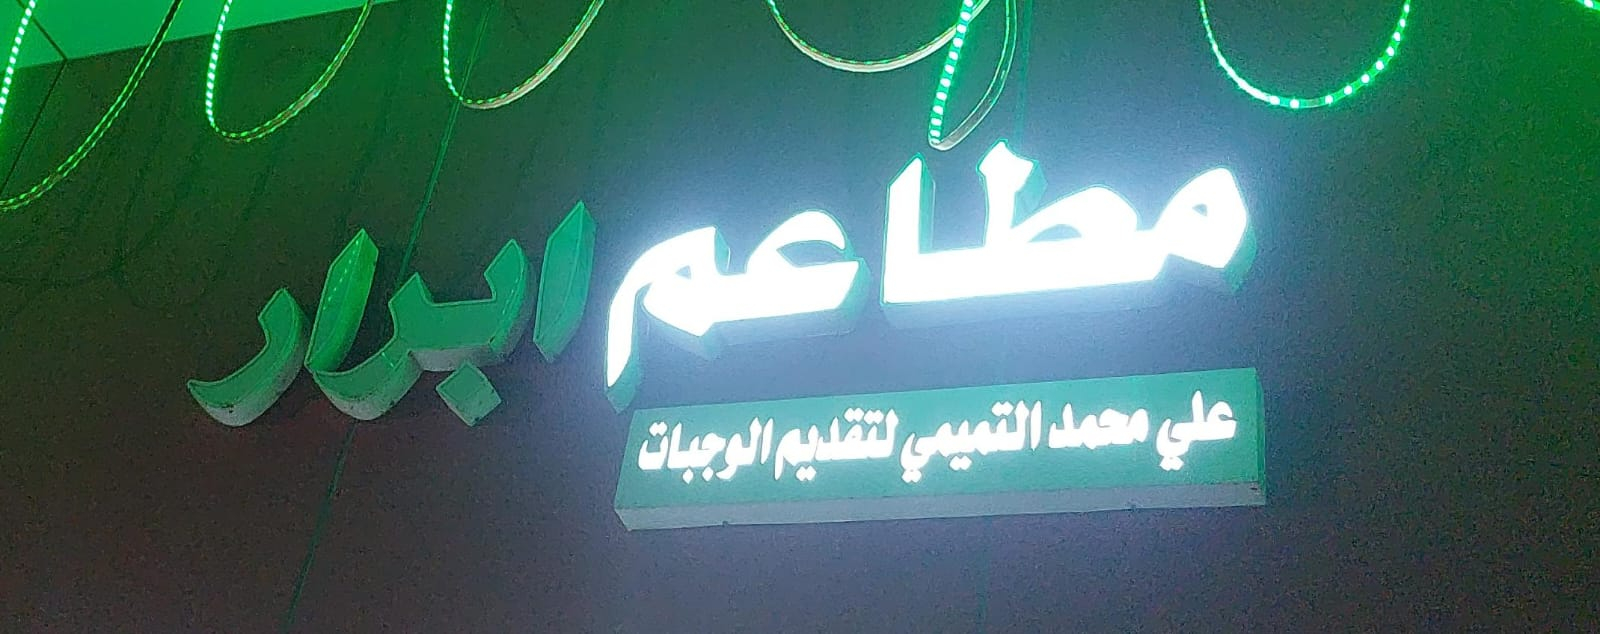 مطاعم ابرار
علي محمد التميمي لتقديم الوجبات